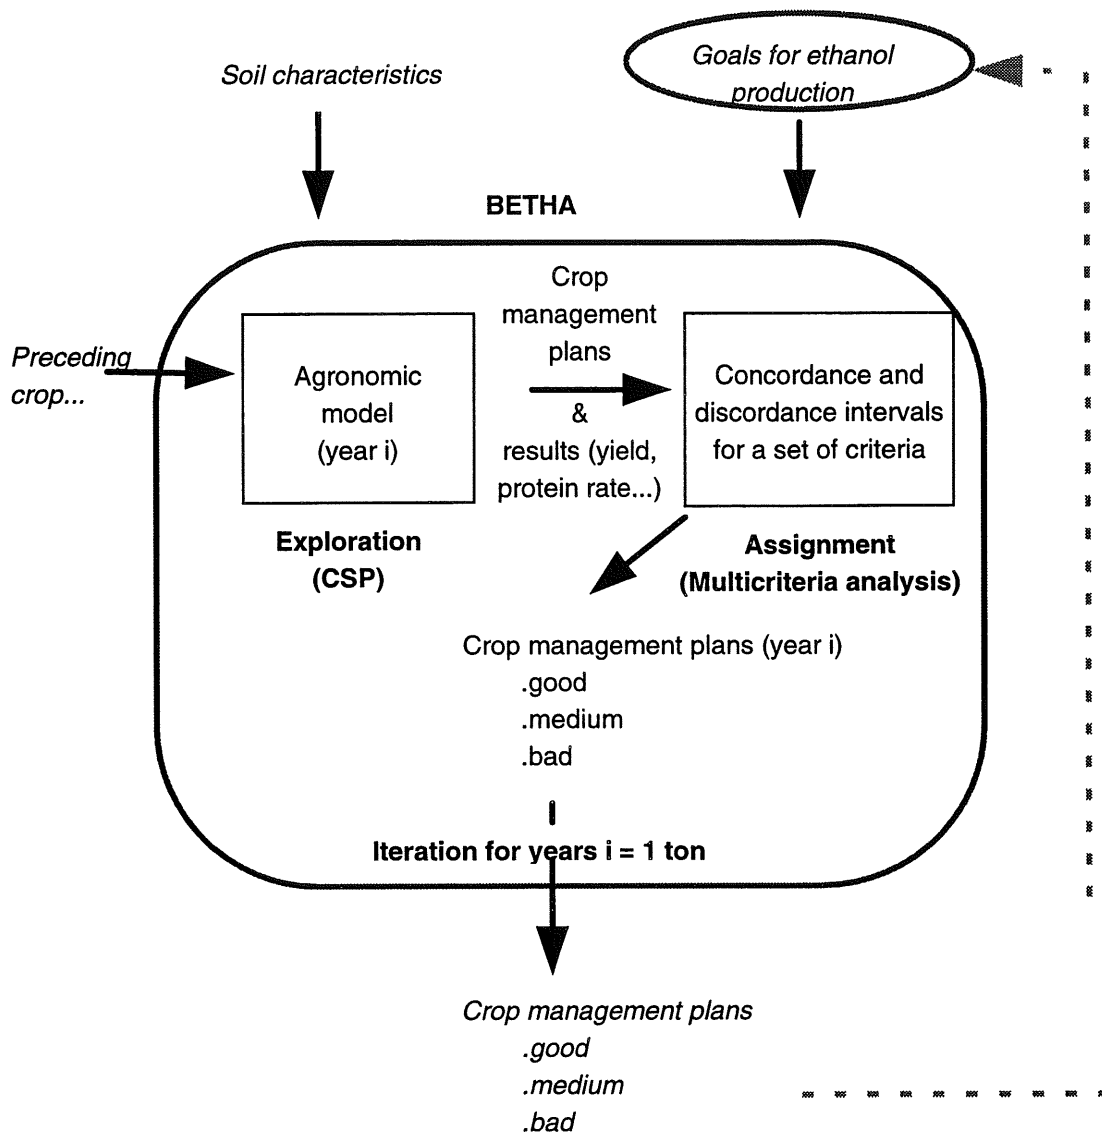 Soil characteristics
Goals for ethanol
production
BETHA
Preceding
crop...
Agronomic
model
(year i)
Exploration
(CSP)
Crop
management
plans
&
results (yield,
protein rate...)
Concordance and
discordance intervals
for a set of criteria
Assignment
(Multicriteria analysis)
Crop management plans (year i)
.good
.medium
.bad
Iteration for years i = 1 ton
Crop management plans
.good
.medium
.bad